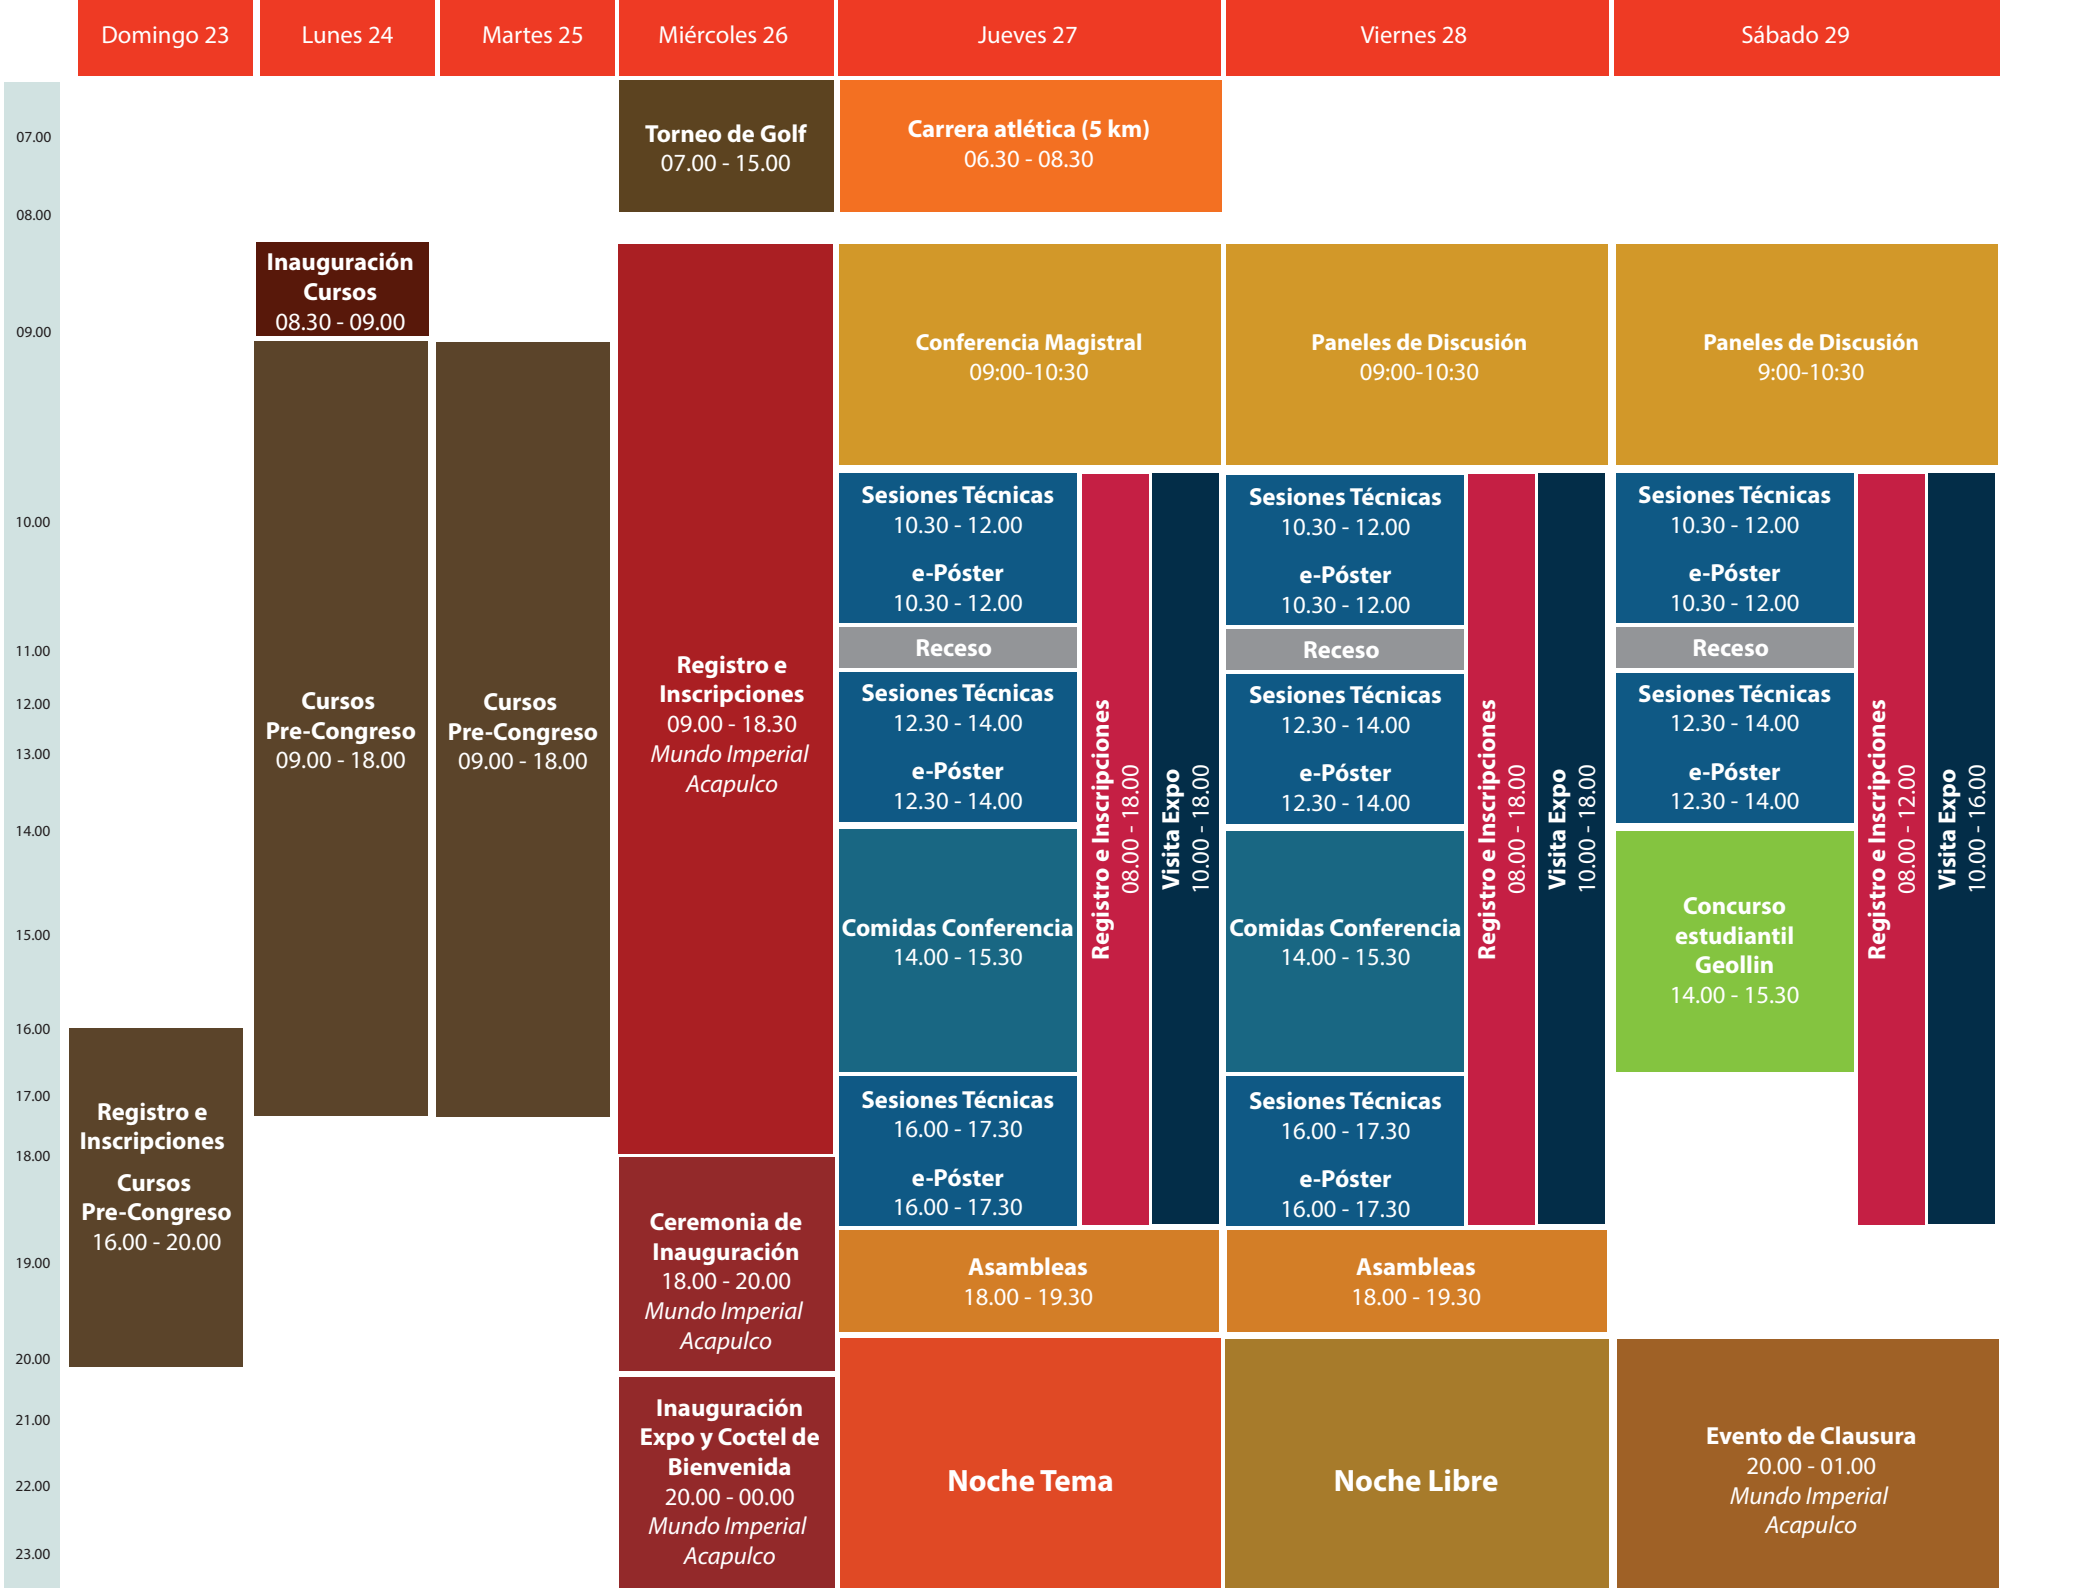 Domingo 23
Lunes 24
Martes 25
Miércoles 26
Jueves 27
Viernes 28
Sábado 29
07.00
08.00
09.00
10.00
11.00
12.00
13.00
14.00
15.00
16.00
17.00
18.00
19.00
20.00
21.00
22.00
23.00
Registro e
Inscripciones
Cursos
Pre-Congreso
16.00 - 20.00
Inauguración
Cursos
08.30 - 09.00
Cursos
Pre-Congreso
09.00 - 18.00
Cursos
Pre-Congreso
09.00 - 18.00
Torneo de Golf
07.00 - 15.00
Registro e
Inscripciones
09.00 - 18.30
Mundo Imperial
Acapulco
Ceremonia de
Inauguración
18.00 - 20.00
Mundo Imperial
Acapulco
Inauguración
Expo y Coctel de
Bienvenida
20.00 - 00.00
Mundo Imperial
Acapulco
Carrera atlética (5 km)
06.30 - 08.30
Conferencia Magistral
09:00-10:30
Sesiones Técnicas
10.30 - 12.00
e-Póster
10.30 - 12.00
Receso
Sesiones Técnicas
12.30 - 14.00
e-Póster
12.30 - 14.00
Comidas Conferencia
14.00 - 15.30
Sesiones Técnicas
16.00 - 17.30
e-Póster
16.00 - 17.30
Registro e Inscripciones
08.00 - 18.00
Visita Expo
10.00 - 18.00
Asambleas
18.00 - 19.30
Noche Tema
Paneles de Discusión
09:00-10:30
Sesiones Técnicas
10.30 - 12.00
e-Póster
10.30 - 12.00
Receso
Sesiones Técnicas
12.30 - 14.00
e-Póster
12.30 - 14.00
Comidas Conferencia
14.00 - 15.30
Sesiones Técnicas
16.00 - 17.30
e-Póster
16.00 - 17.30
Registro e Inscripciones
08.00 - 18.00
Visita Expo
10.00 - 18.00
Asambleas
18.00 - 19.30
Noche Libre
Paneles de Discusión
9:00-10:30
Sesiones Técnicas
10.30 - 12.00
e-Póster
10.30 - 12.00
Receso
Sesiones Técnicas
12.30 - 14.00
e-Póster
12.30 - 14.00
Concurso
estudiantil
Geollin
14.00 - 15.30
Registro e Inscripciones
08.00 - 12.00
Visita Expo
10.00 - 16.00
Evento de Clausura
20.00 - 01.00
Mundo Imperial
Acapulco